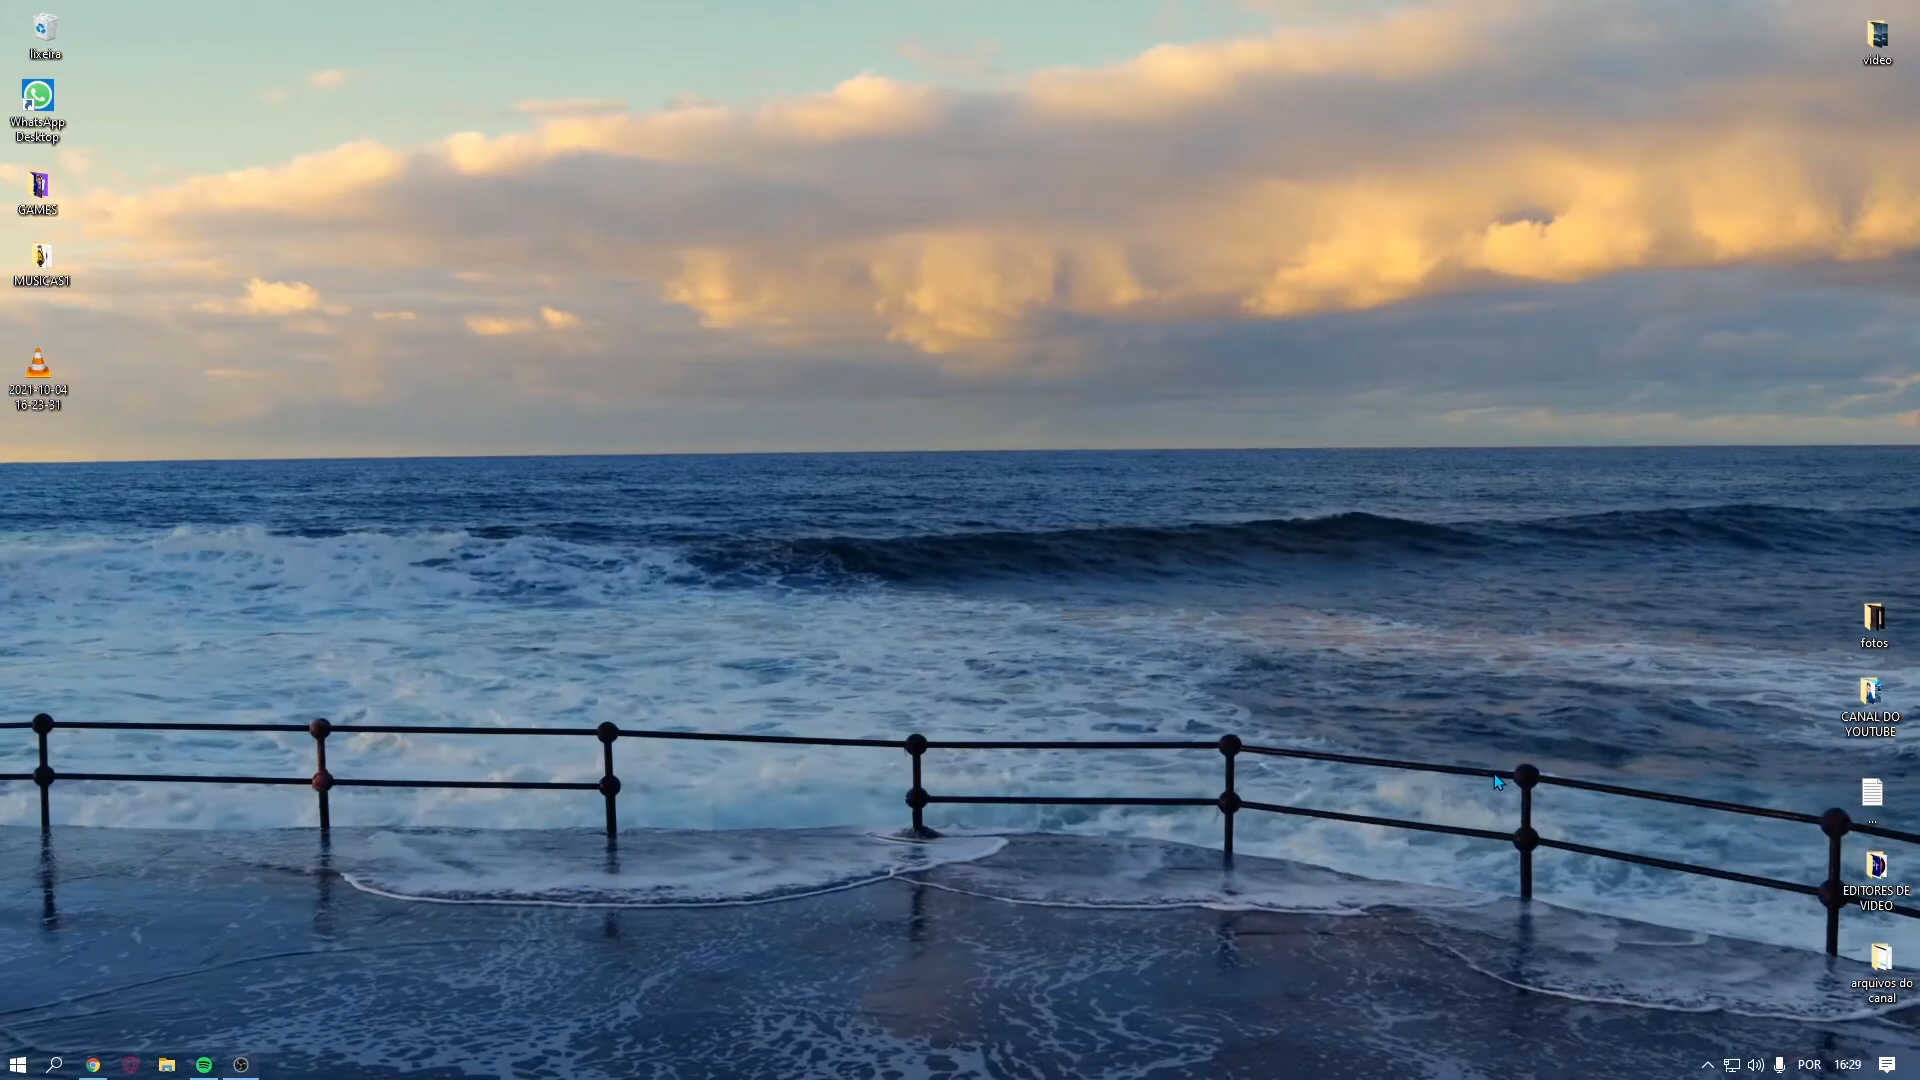 lixeira
WhatsApp
Desktop
GAMES
MUSICAS1
2021-10-04
16-23-31
video
fotos
CANAL DO
YOUTUBE
...
EDITORES DE
VIDEO
arquivos do
canal
POR
16:29